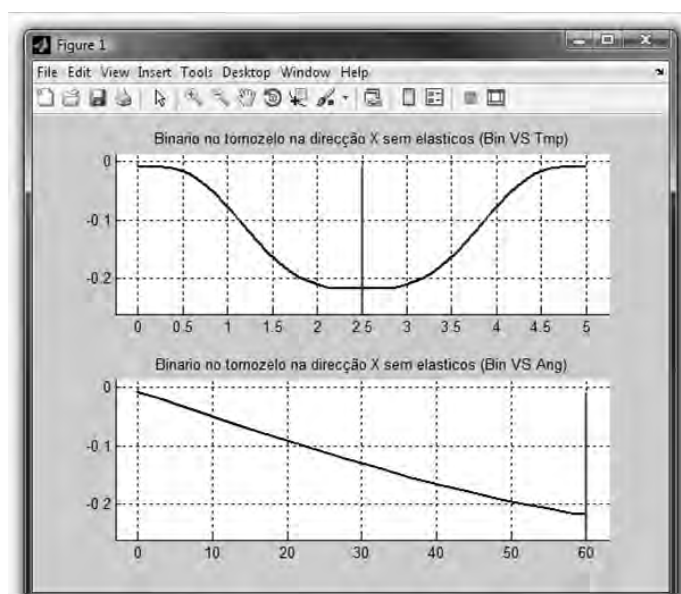 Figure 1
File Edit View Insert Tools Desktop Window Help
Binario no tornozelo na direcção X sem elasticos (Bin VS Tmp)
0
-0.1
-0.2
0 0.5 1 1.5 2 2.5 3 3.5 4 4.5 5
Binario no tornozelo na direcção X sem elasticos (Bin VS Ang)
0
-0.1
-0.2
0 10 20 30 40 50 60